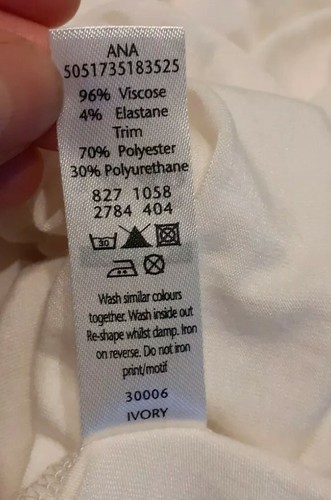 ANA
5051735183525
96% Viscose
4% Elastane
Trim
70% Polyester
30% Polyurethane
827 1058
2784 404
30
Wash similar colours
together. Wash inside out
Re-shape whilst damp. Iron
on reverse. Do not iron
print/motif
30006
IVORY